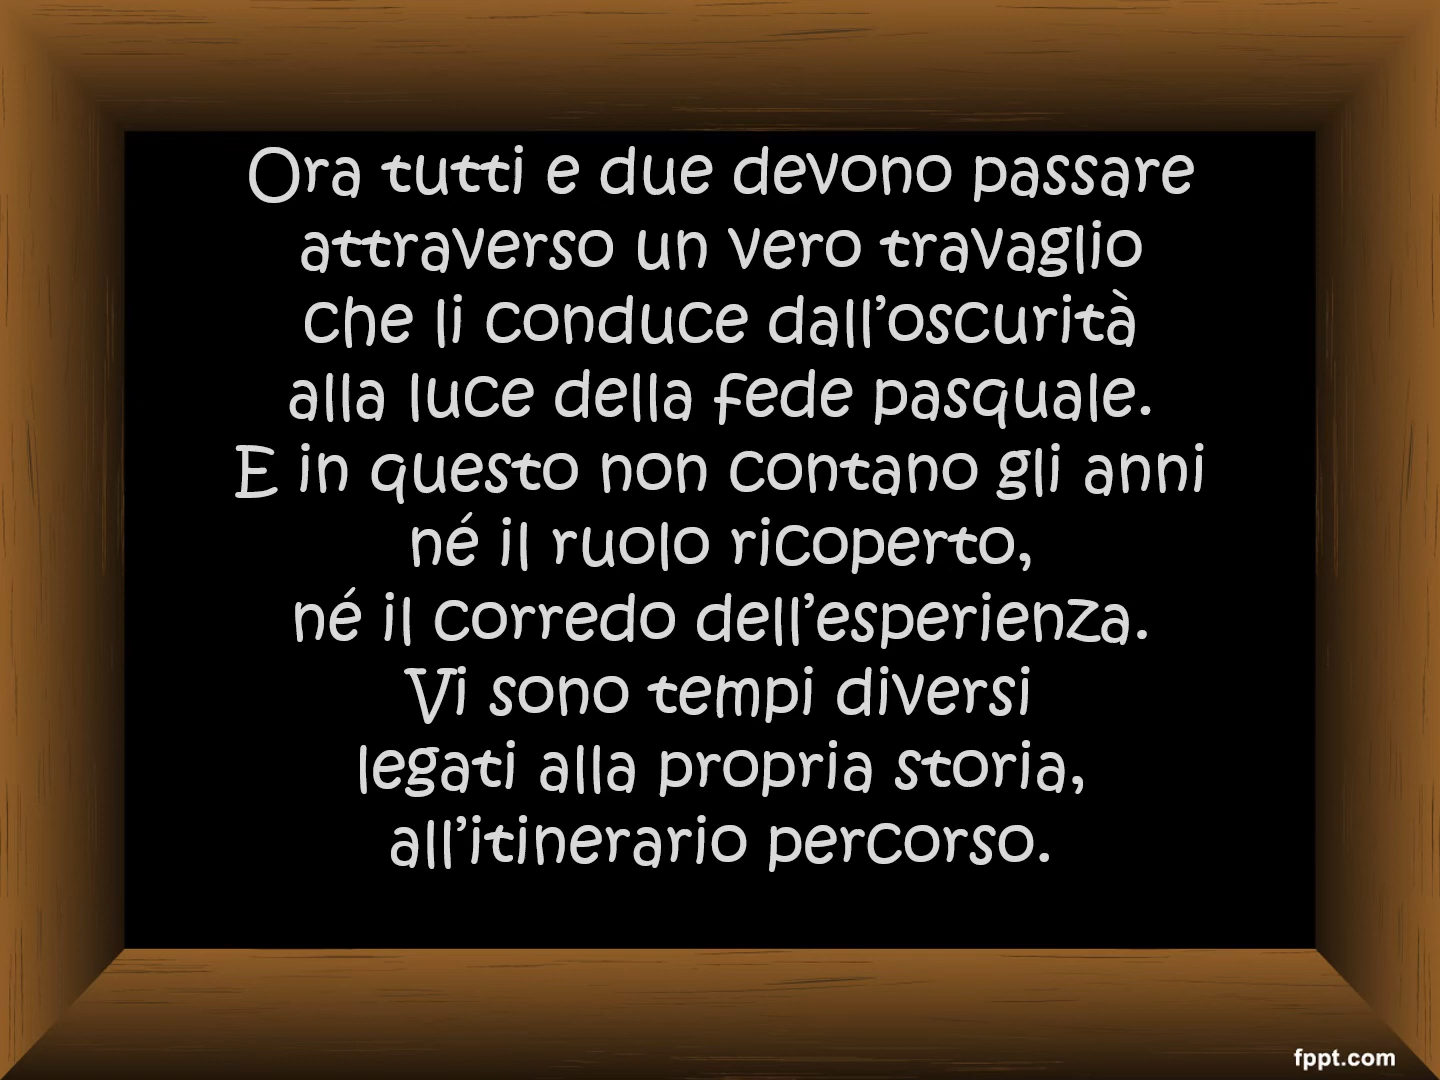 Ora tutti e due devono passare
attraverso un vero travaglio
che li conduce dall’oscurità
alla luce della fede pasquale.
E in questo non contano gli anni
né il ruolo ricoperto,
né il corredo dell’esperienza.
Vi sono tempi diversi
legati alla propria storia,
all’itinerario percorso.
fppt.com